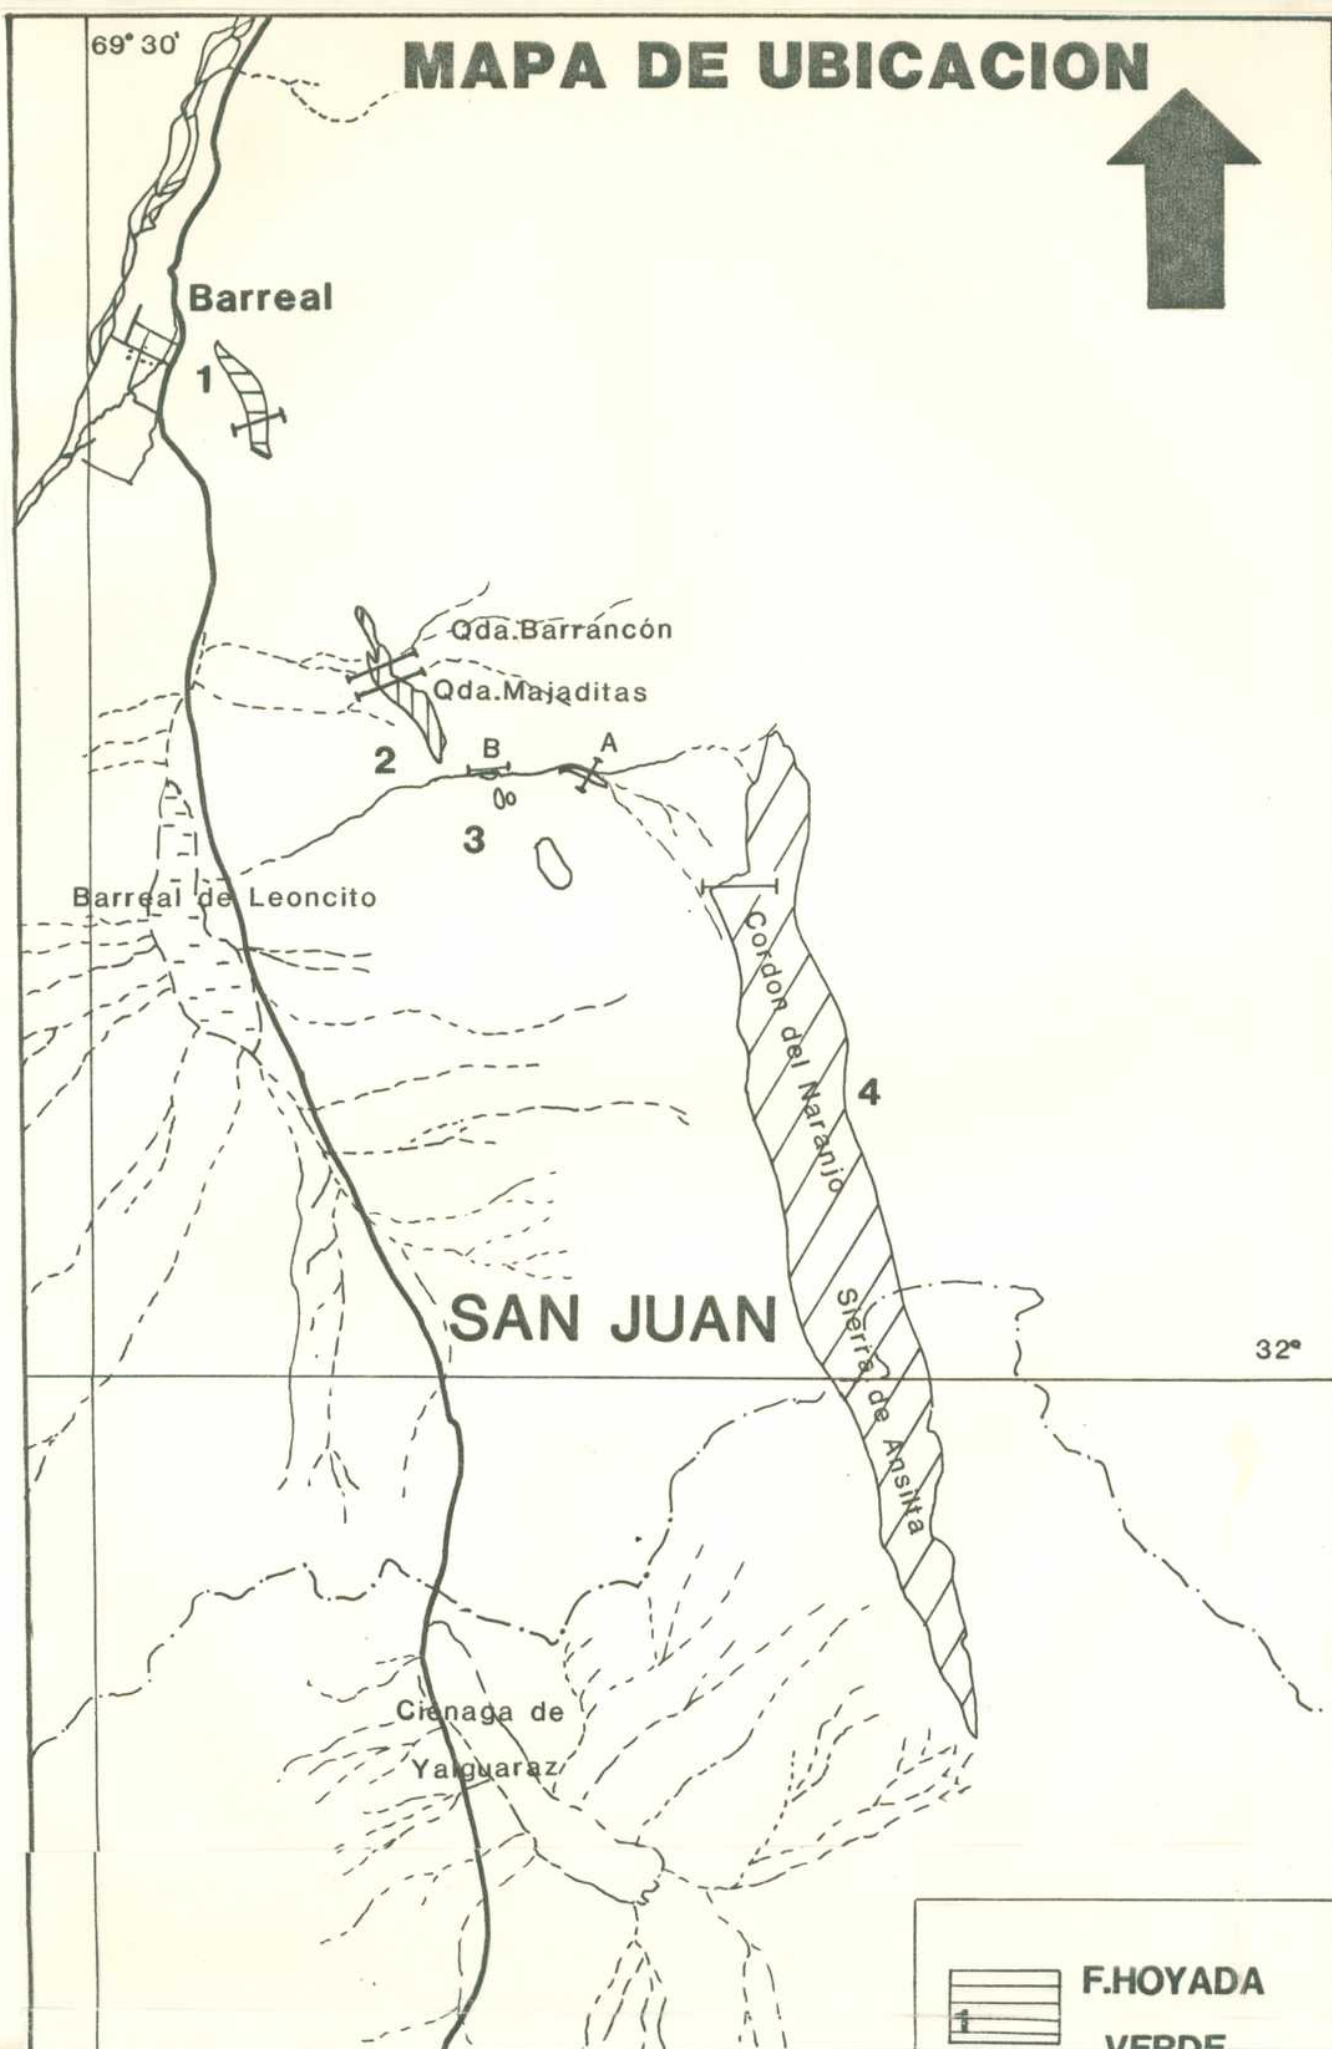 69° 30'
MAPA DE UBICACION
Barreal
1
Qda.Barrancón
Qda.Majaditas
2
B
A
3
Barreal de Leoncito
Cordon del Naranjo
4
SAN JUAN
Sierra de Ansilta
32°
Ciénaga de
Yalguaraz
F.HOYADA
1
VERDE